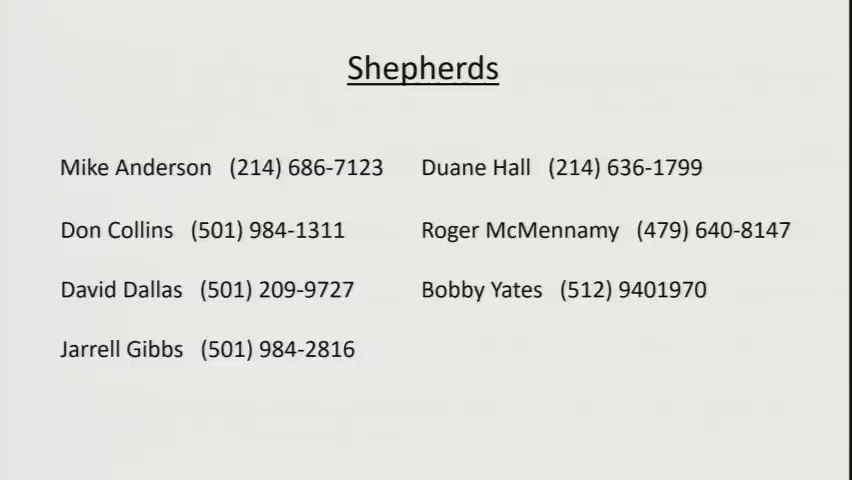 Shepherds
Mike Anderson (214) 686-7123
Duane Hall (214) 636-1799
Don Collins (501) 984-1311
Roger McMennamy (479) 640-8147
David Dallas (501) 209-9727
Bobby Yates (512) 9401970
Jarrell Gibbs (501) 984-2816